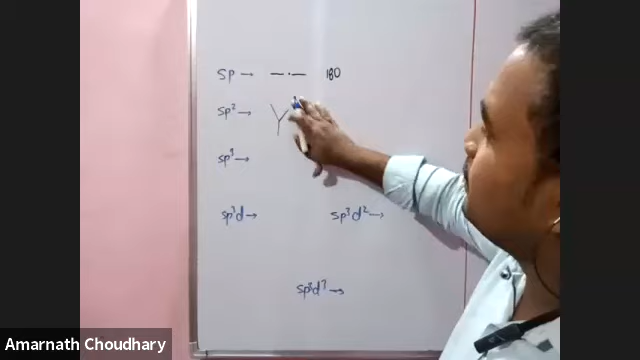 sp → — · — 180
sp² →
sp³ →
sp³d → sp³d² →
sp³d³ →
Amarnath Choudhary